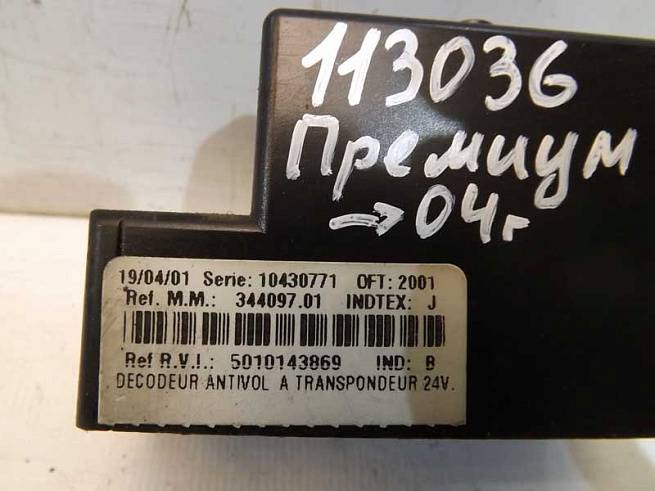 113036
Премиум
→04г
19/04/01 Serie: 10430771 OFT: 2001
Ref. M.M.: 344097.01 INDTEX: J
Ref R.V.I.: 5010143869 IND: B
DECODEUR ANTIVOL A TRANSPONDEUR 24V.